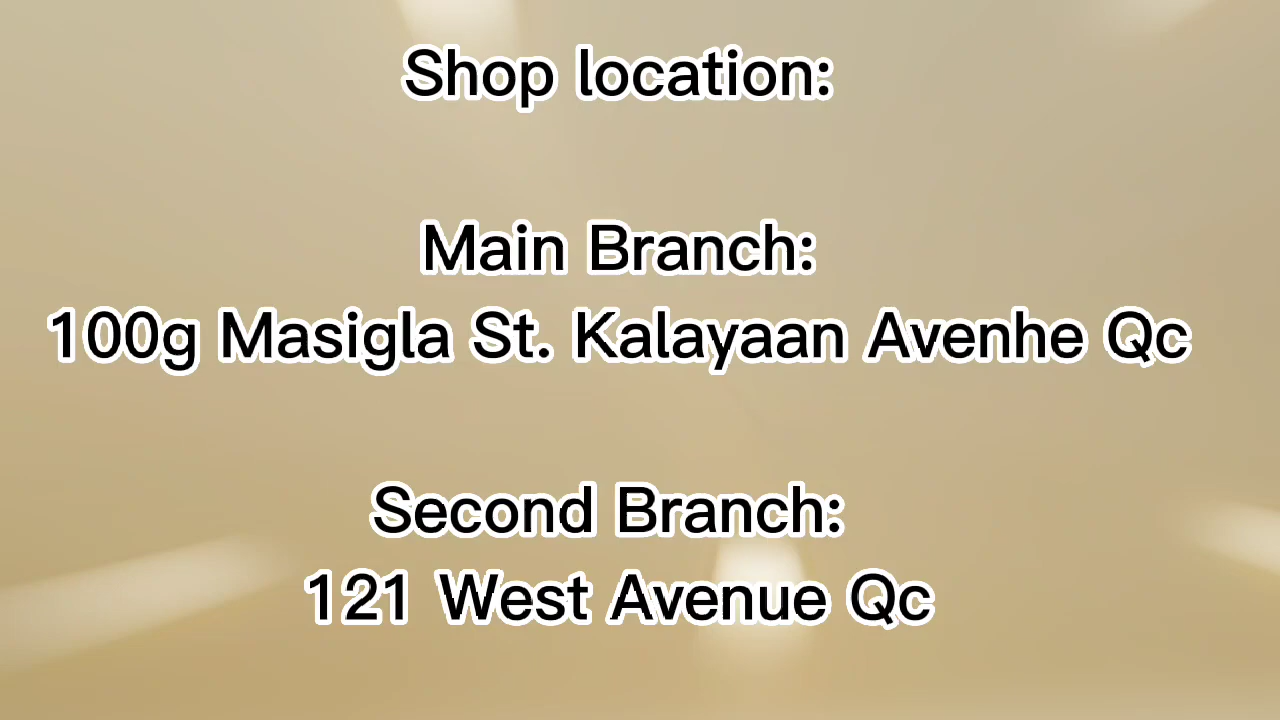 Shop location:
Main Branch:
100g Masigla St. Kalayaan Avenhe Qc
Second Branch:
121 West Avenue Qc